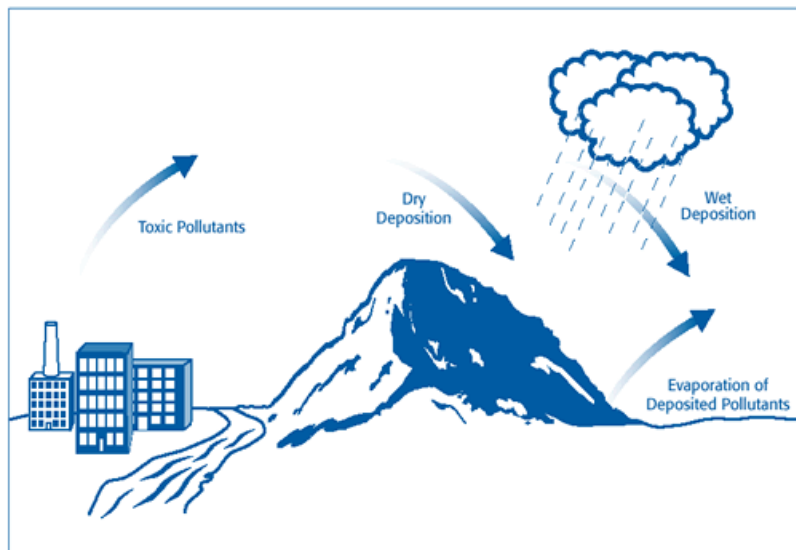 Toxic Pollutants
Dry
Deposition
Wet
Deposition
Evaporation of
Deposited Pollutants